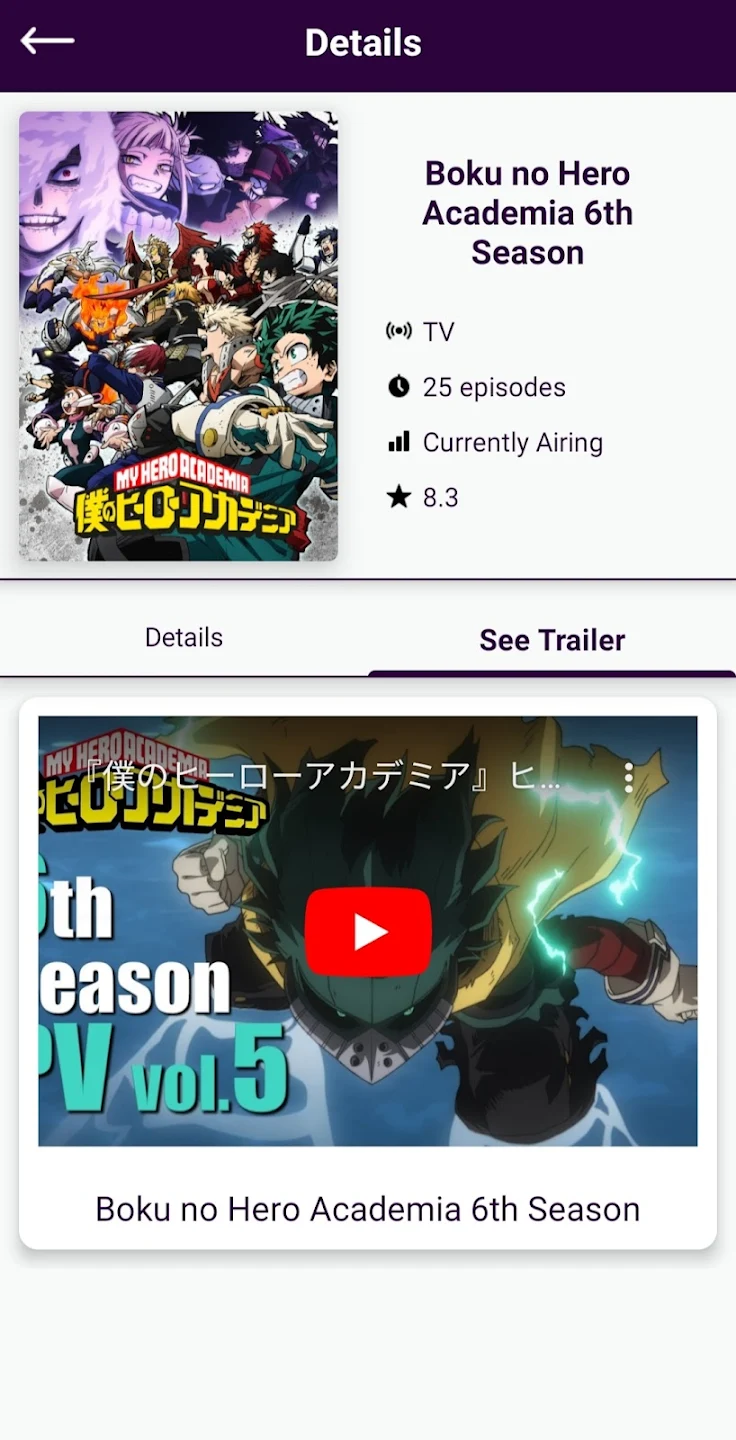 Details
Boku no Hero
Academia 6th
Season
TV
25 episodes
Currently Airing
8.3
MY HERO ACADEMIA
僕のヒーローアカデミア
Details
See Trailer
MY HERO ACADEMIA
『僕のヒーローアカデミア』ヒ...
ヒーローアカデミア
6th
Season
PV vol.5
Boku no Hero Academia 6th Season